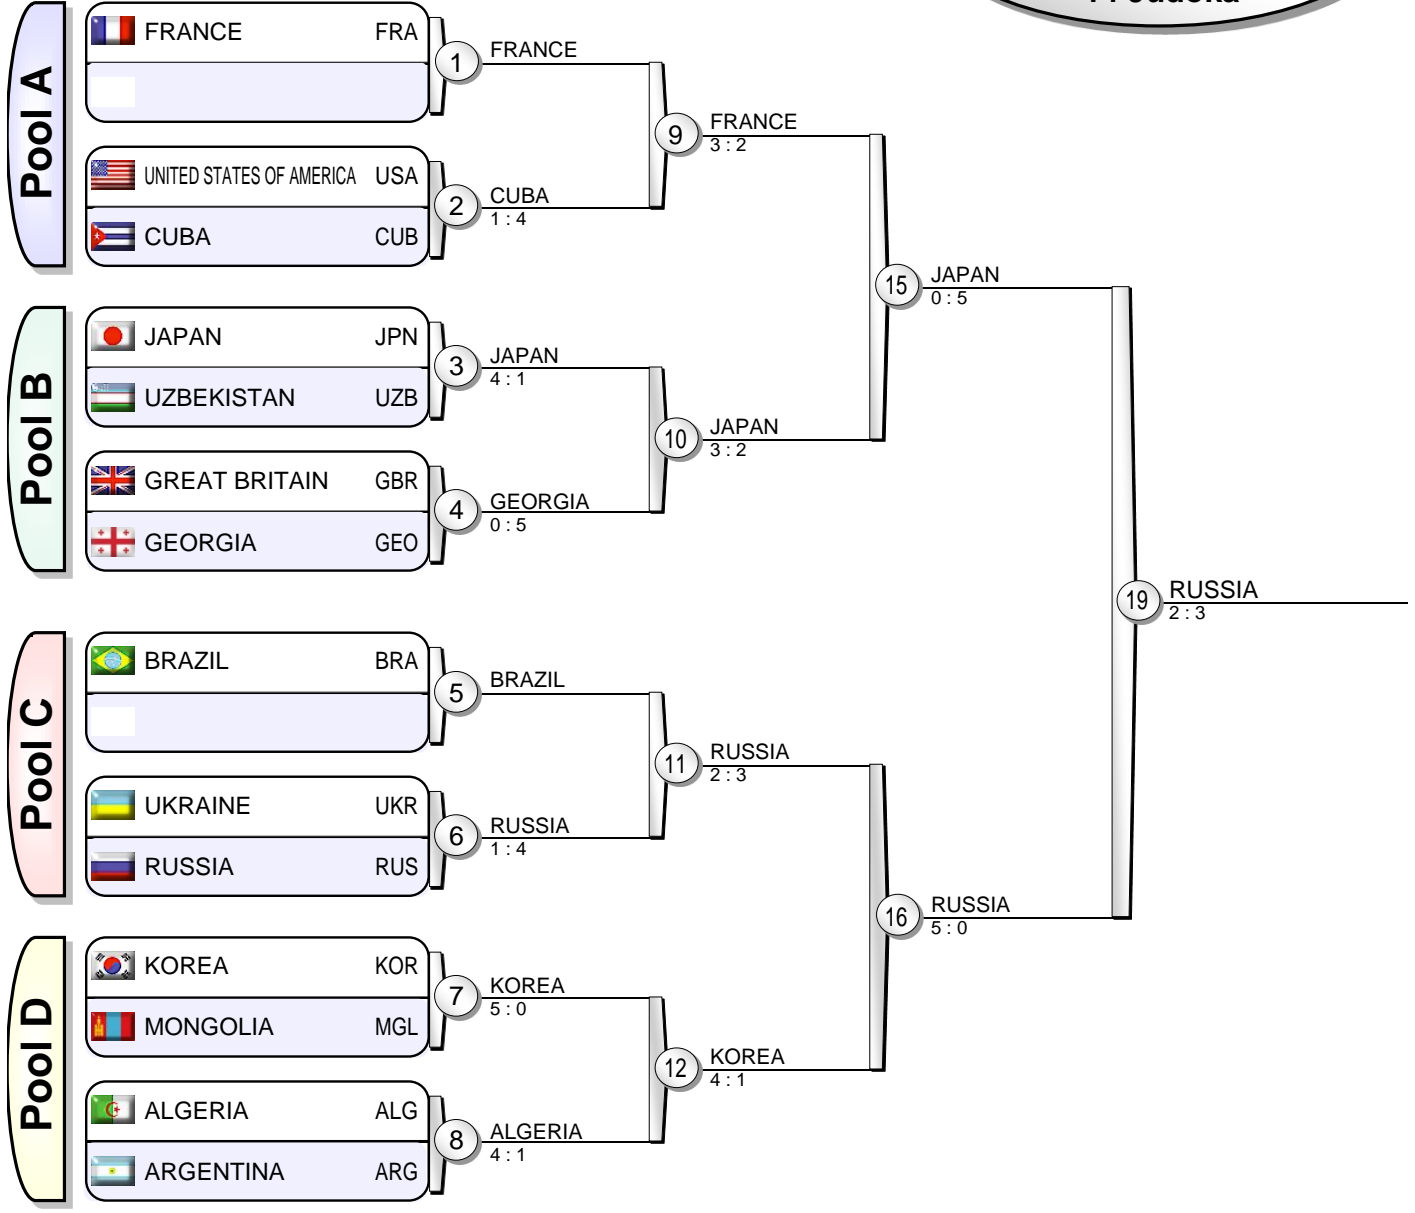 Pool A
FRANCE FRA
1
FRANCE
UNITED STATES OF AMERICA USA
CUBA CUB
2
CUBA
1 : 4
9
FRANCE
3 : 2
Pool B
JAPAN JPN
UZBEKISTAN UZB
3
JAPAN
4 : 1
GREAT BRITAIN GBR
GEORGIA GEO
4
GEORGIA
0 : 5
10
JAPAN
3 : 2
15
JAPAN
0 : 5
Pool C
BRAZIL BRA
5
BRAZIL
UKRAINE UKR
RUSSIA RUS
6
RUSSIA
1 : 4
11
RUSSIA
2 : 3
Pool D
KOREA KOR
MONGOLIA MGL
7
KOREA
5 : 0
ALGERIA ALG
ARGENTINA ARG
8
ALGERIA
4 : 1
12
KOREA
4 : 1
16
RUSSIA
5 : 0
19
RUSSIA
2 : 3